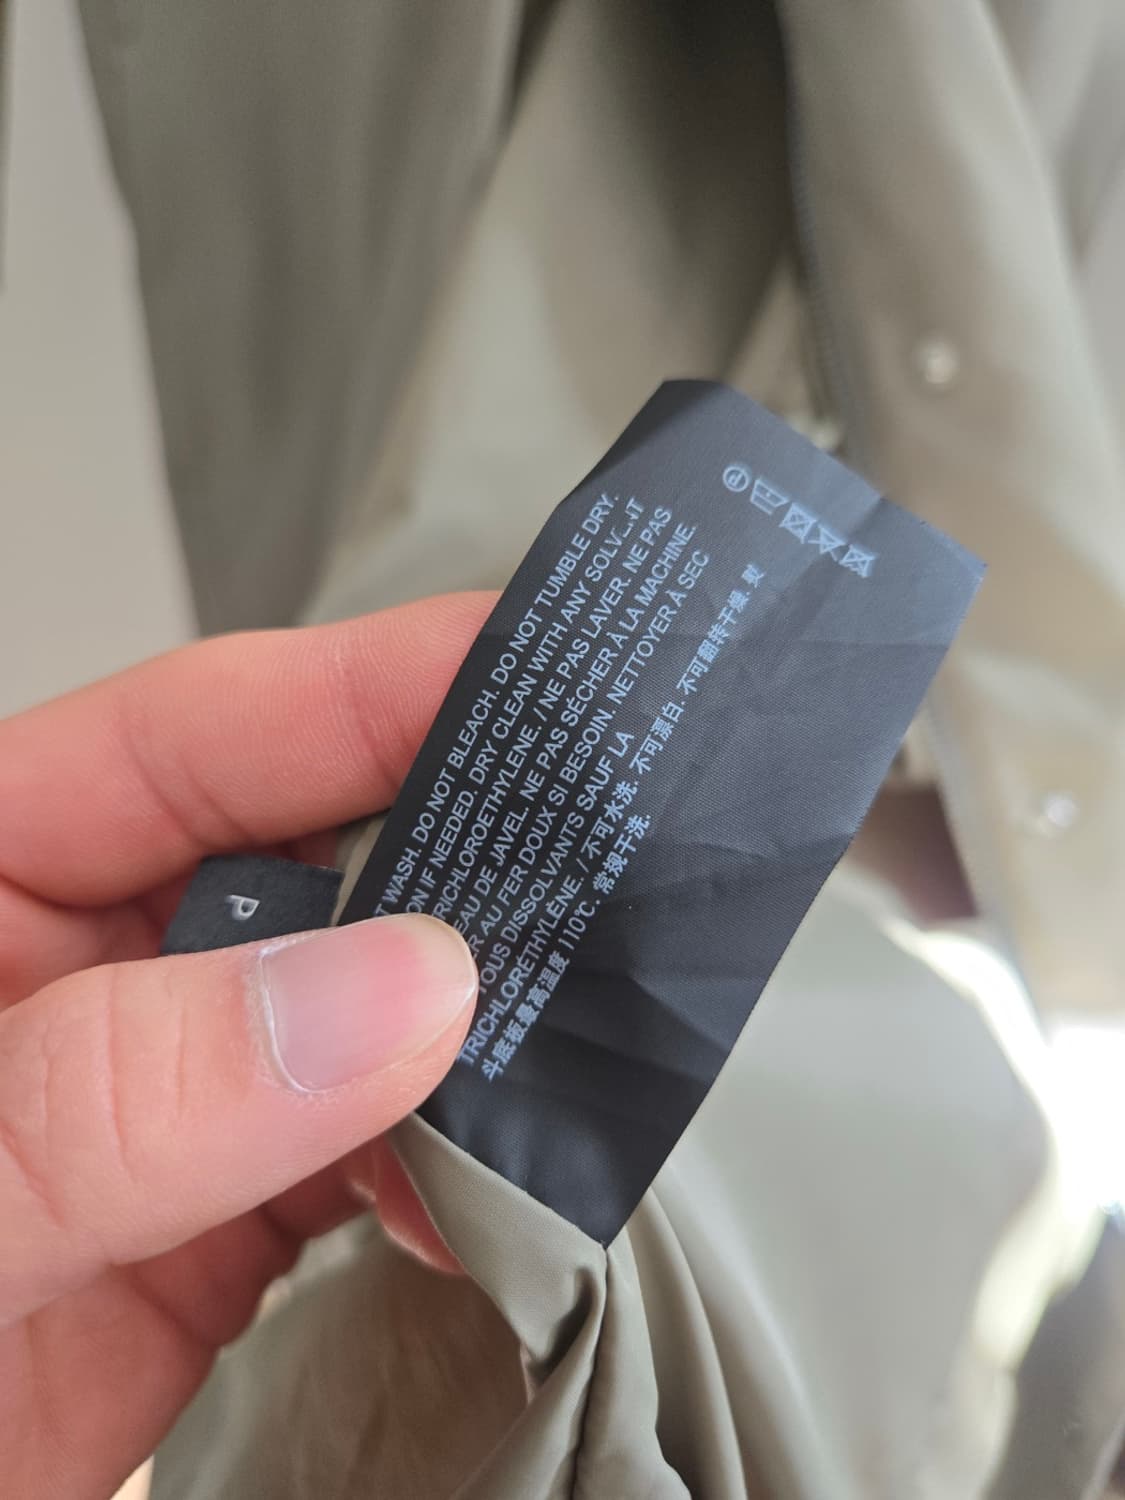 WASH. DO NOT BLEACH. DO NOT TUMBLE DRY.
IF NEEDED. DRY CLEAN WITH ANY SOLVENT
TRICHLOROETHYLENE. / NE PAS LAVER. NE PAS
EAU DE JAVEL. NE PAS SÉCHER À LA MACHINE.
AU FER DOUX SI BESOIN. NETTOYER À SEC
TOUS DISSOLVANTS SAUF LA
TRICHLORÉTHYLÈNE. / 不可水洗. 不可漂白. 不可翻转干燥. 熨
斗底板最高温度 110℃. 常规干洗.
P
P